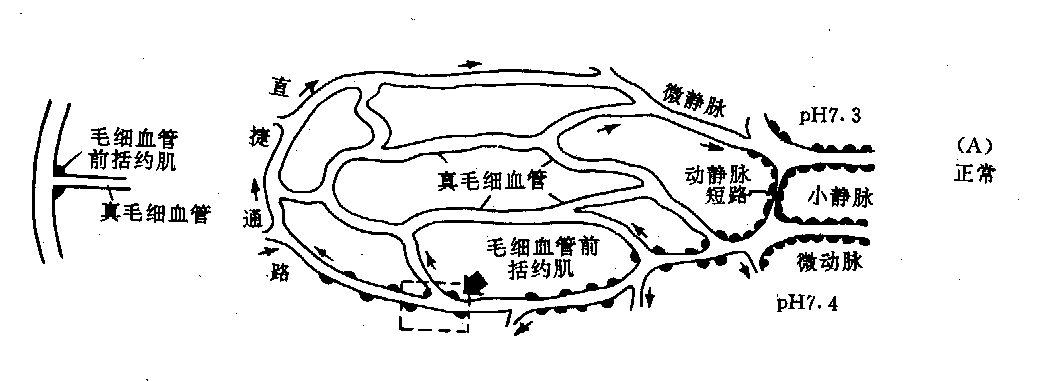 毛细血管
前括约肌
真毛细血管
直
捷
通
路
微静脉
真毛细血管
动静脉
短路
毛细血管前
括约肌
pH7.3
小静脉
微动脉
pH7.4
(A)
正常